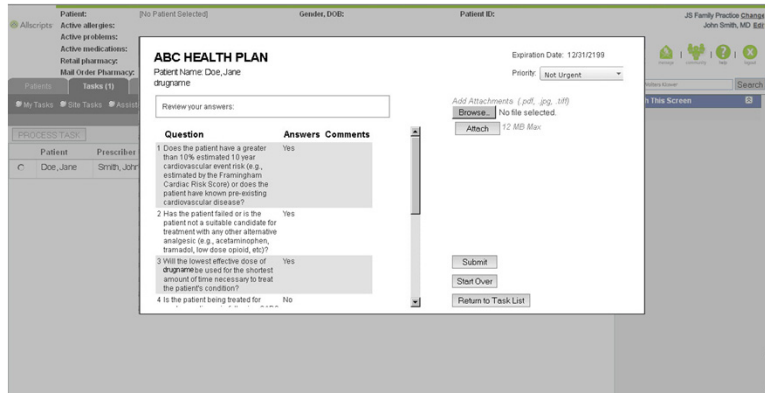 Patient: [No Patient Selected] Gender, DOB: Patient ID:
JS Family Practice Change
Allscripts Active allergies: John Smith, MD Edit
Active problems:
Active medications:
Retail pharmacy:
Mail Order Pharmacy:
Patients Tasks (1) Search
My Tasks Site Tasks Assist h This Screen
PROCESS TASK
Patient Prescriber
Doe, Jane Smith, John
ABC HEALTH PLAN
Patient Name: Doe, Jane
drugname
Expiration Date: 12/31/2199
Priority: Not Urgent
Review your answers:
Add Attachments (.pdf, .jpg, .tiff)
Browse... No file selected.
Attach 12 MB Max
Question Answers Comments
1 Does the patient have a greater Yes
than 10% estimated 10 year
cardiovascular event risk (e.g.,
estimated by the Framingham
Cardiac Risk Score) or does the
patient have known pre-existing
cardiovascular disease?
2 Has the patient failed or is the Yes
patient not a suitable candidate for
treatment with any other alternative
analgesic (e.g., acetaminophen,
tramadol, low dose opioid, etc)?
3 Will the lowest effective dose of Yes
drugname be used for the shortest
amount of time necessary to treat
the patient's condition?
4 Is the patient being treated for No
Submit
Start Over
Return to Task List